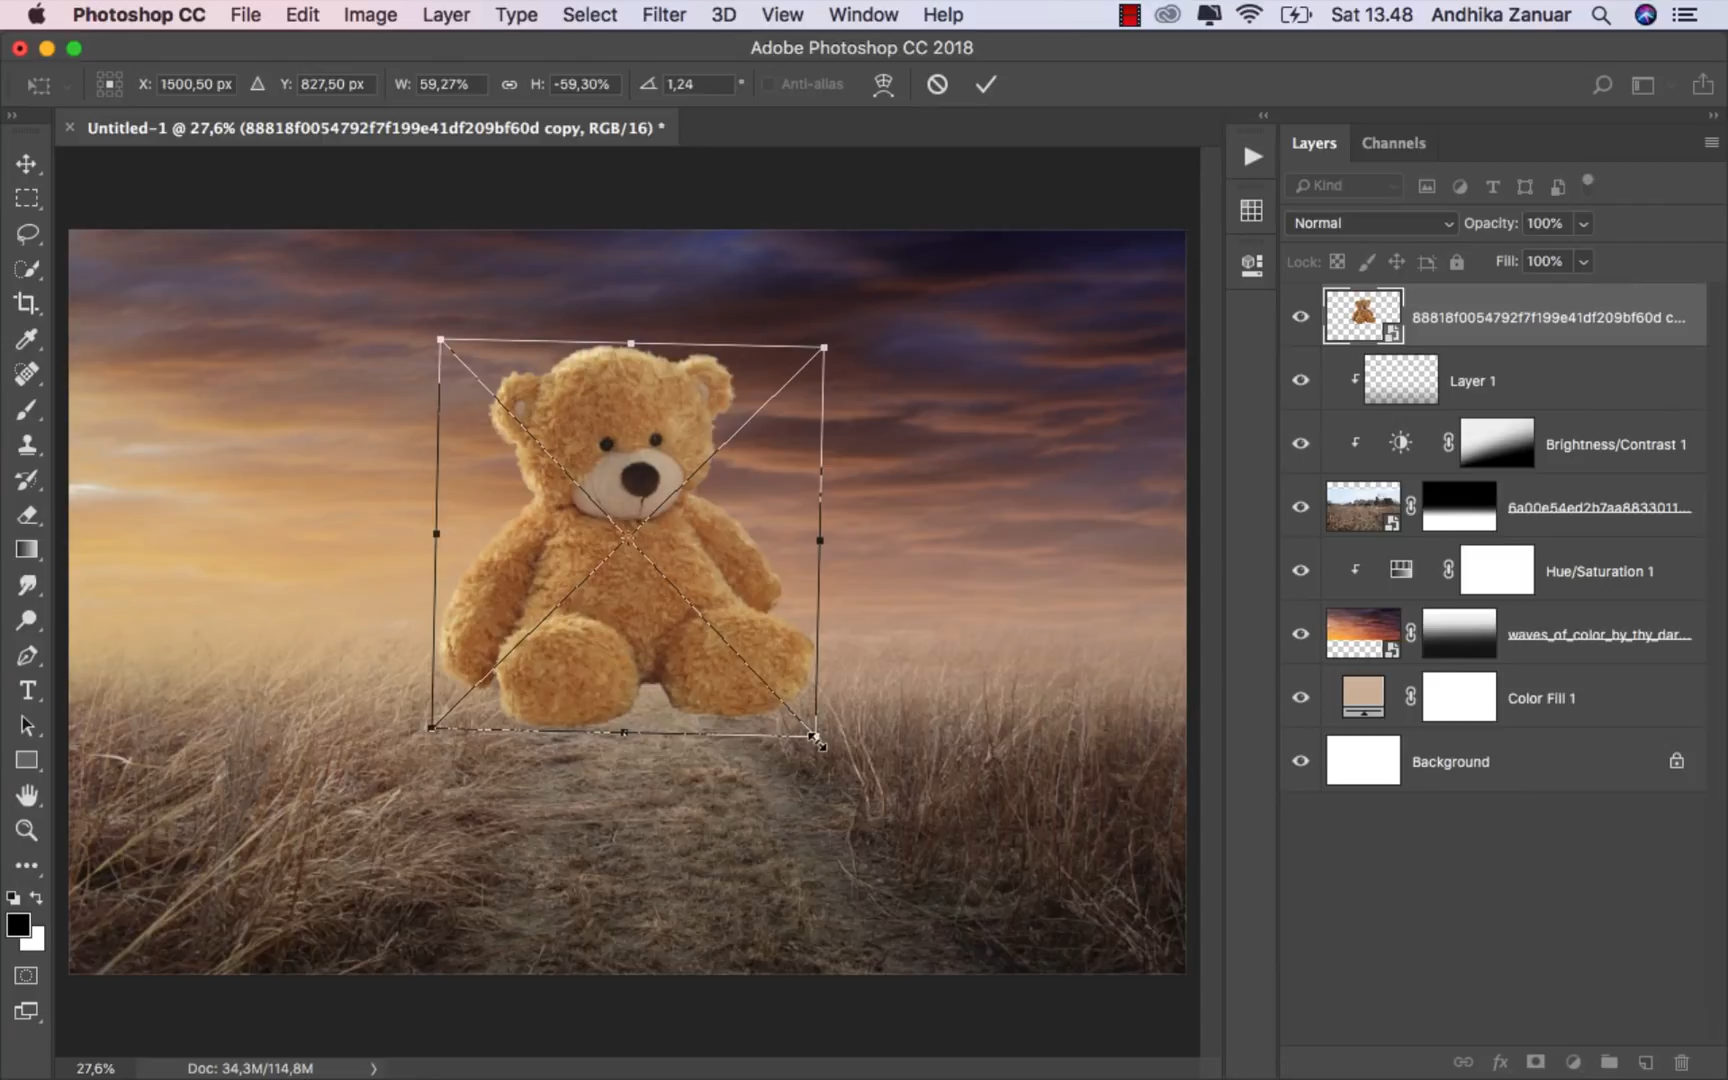 Photoshop CC File Edit Image Layer Type Select Filter 3D View Window Help Sat 13.48 Andhika Zanuar
Adobe Photoshop CC 2018
X: 1500,50 px Y: 827,50 px W: 59,27% H: -59,30% 1,24 ° Anti-alias
Untitled-1 @ 27,6% (88818f0054792f7f199e41df209bf60d copy, RGB/16) *
Layers Channels
Kind
Normal Opacity: 100%
Lock: Fill: 100%
88818f0054792f7f199e41df209bf60d c...
Layer 1
Brightness/Contrast 1
6a00e54ed2b7aa8833011...
Hue/Saturation 1
waves_of_color_by_thy_dar...
Color Fill 1
Background
27,6% Doc: 34,3M/114,8M